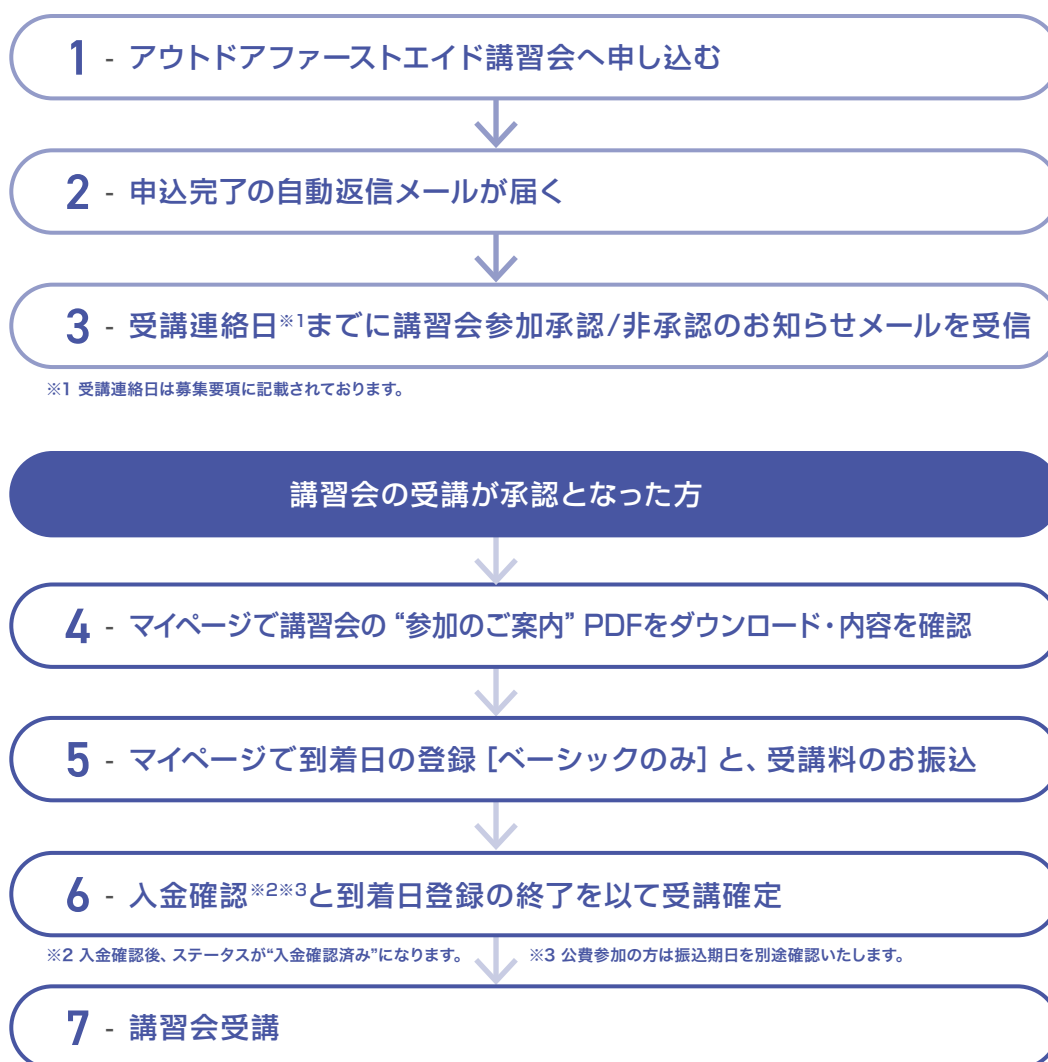 1 - アウトドアファーストエイド講習会へ申し込む
2 - 申込完了の自動返信メールが届く
3 - 受講連絡日※1までに講習会参加承認/非承認のお知らせメールを受信
※1 受講連絡日は募集要項に記載されております。
講習会の受講が承認となった方
4 - マイページで講習会の “参加のご案内” PDFをダウンロード・内容を確認
5 - マイページで到着日の登録 [ベーシックのみ] と、受講料のお振込
6 - 入金確認※2※3と到着日登録の終了を以て受講確定
※2 入金確認後、ステータスが“入金確認済み”になります。 ※3 公費参加の方は振込期日を別途確認いたします。
7 - 講習会受講